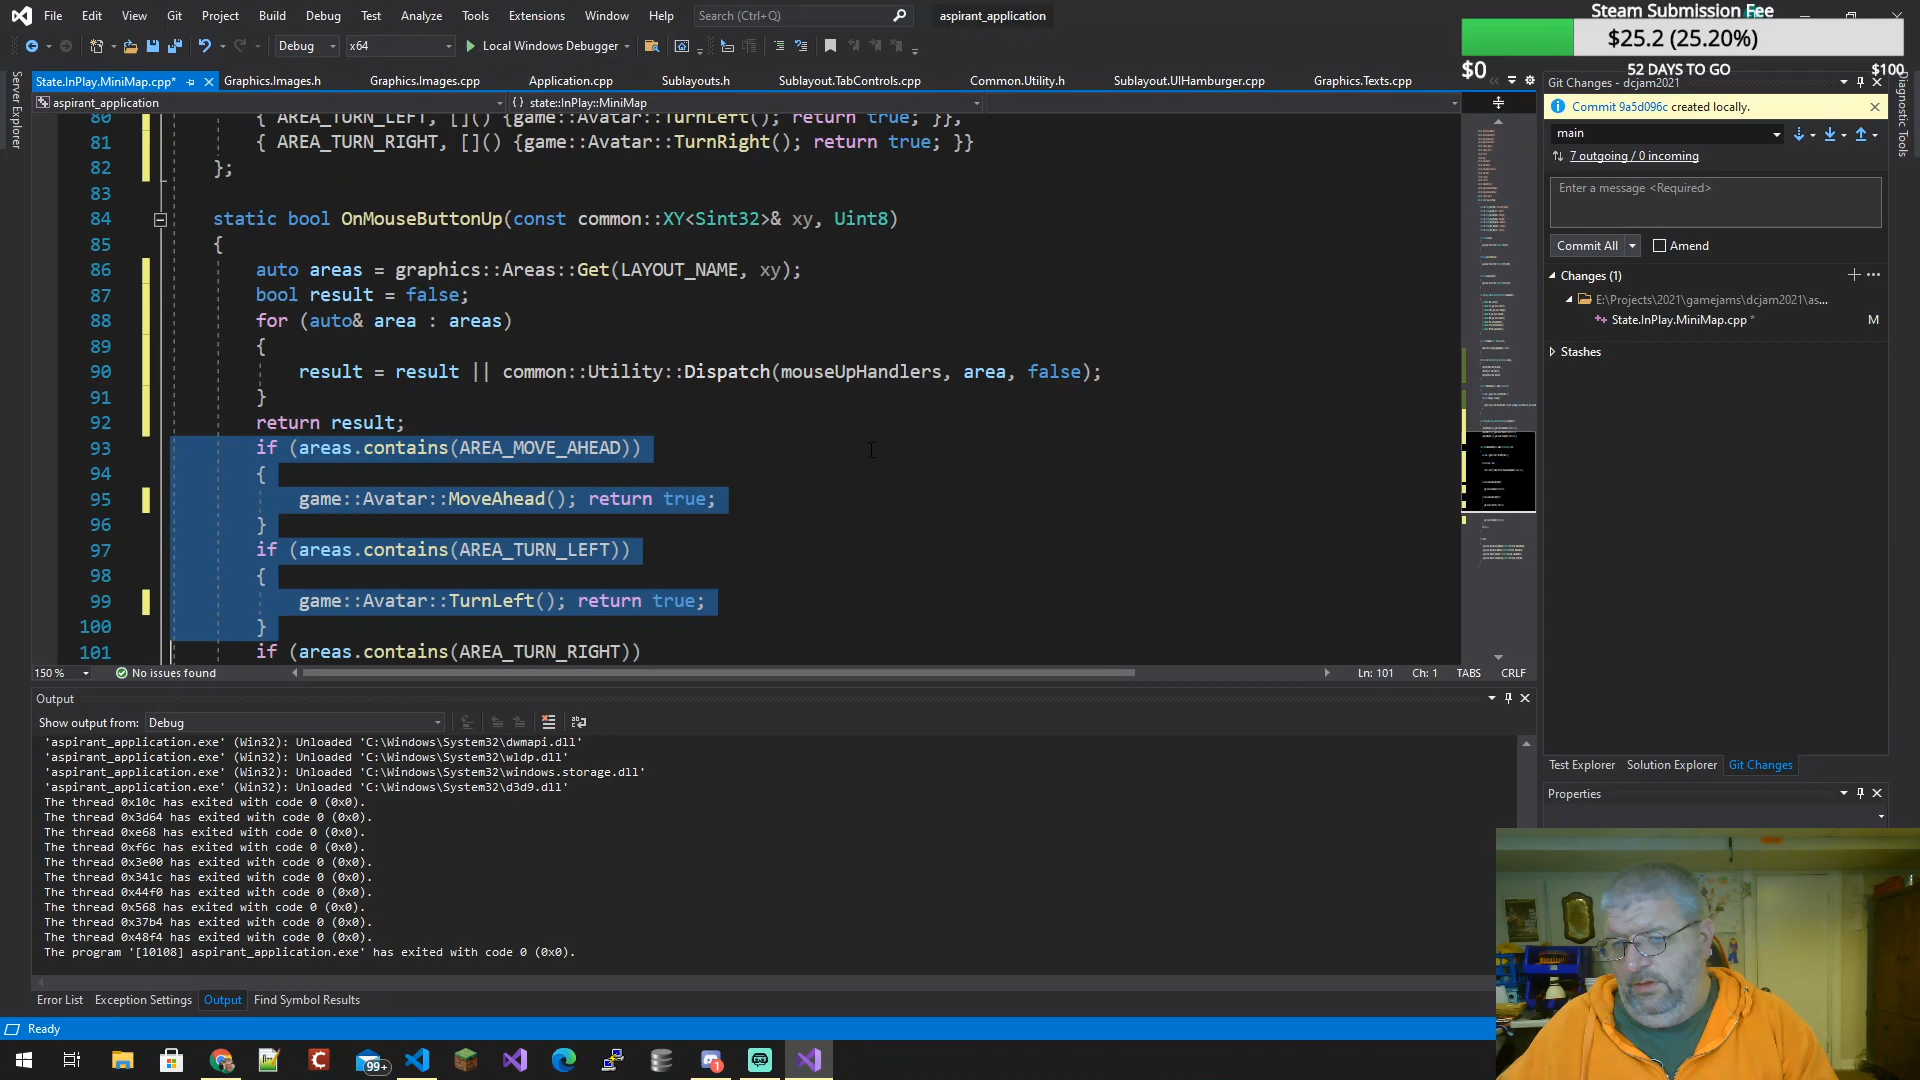 File Edit View Git Project Build Debug Test Analyze Tools Extensions Window Help Search (Ctrl+Q) aspirant_application
Steam Submission Fee
$25.2 (25.20%)
$0 52 DAYS TO GO $100
Debug x64 Local Windows Debugger
State.InPlay.MiniMap.cpp* Graphics.Images.h Graphics.Images.cpp Application.cpp Sublayouts.h Sublayout.TabControls.cpp Common.Utility.h Sublayout.UIHamburger.cpp Graphics.Texts.cpp
aspirant_application state::InPlay::MiniMap
80 { AREA_TURN_LEFT, []() {game::Avatar::TurnLeft(); return true; }},
81 { AREA_TURN_RIGHT, []() {game::Avatar::TurnRight(); return true; }}
82 };
83
84 static bool OnMouseButtonUp(const common::XY<Sint32>& xy, Uint8)
85 {
86 auto areas = graphics::Areas::Get(LAYOUT_NAME, xy);
87 bool result = false;
88 for (auto& area : areas)
89 {
90 result = result || common::Utility::Dispatch(mouseUpHandlers, area, false);
91 }
92 return result;
93 if (areas.contains(AREA_MOVE_AHEAD))
94 {
95 game::Avatar::MoveAhead(); return true;
96 }
97 if (areas.contains(AREA_TURN_LEFT))
98 {
99 game::Avatar::TurnLeft(); return true;
100 }
101 if (areas.contains(AREA_TURN_RIGHT))
150 % No issues found Ln: 101 Ch: 1 TABS CRLF
Server Explorer
Diagnostic Tools
Git Changes - dcjam2021
Commit 9a5d096c created locally.
main
7 outgoing / 0 incoming
Enter a message <Required>
Commit All Amend
Changes (1)
E:\Projects\2021\gamejams\dcjam2021\as...
State.InPlay.MiniMap.cpp * M
Stashes
Test Explorer Solution Explorer Git Changes
Properties
Output
Show output from: Debug
'aspirant_application.exe' (Win32): Unloaded 'C:\Windows\System32\dwmapi.dll'
'aspirant_application.exe' (Win32): Unloaded 'C:\Windows\System32\wldp.dll'
'aspirant_application.exe' (Win32): Unloaded 'C:\Windows\System32\windows.storage.dll'
'aspirant_application.exe' (Win32): Unloaded 'C:\Windows\System32\d3d9.dll'
The thread 0x10c has exited with code 0 (0x0).
The thread 0x3d64 has exited with code 0 (0x0).
The thread 0xe68 has exited with code 0 (0x0).
The thread 0xf6c has exited with code 0 (0x0).
The thread 0x3e00 has exited with code 0 (0x0).
The thread 0x341c has exited with code 0 (0x0).
The thread 0x44f0 has exited with code 0 (0x0).
The thread 0x568 has exited with code 0 (0x0).
The thread 0x37b4 has exited with code 0 (0x0).
The thread 0x48f4 has exited with code 0 (0x0).
The program '[10108] aspirant_application.exe' has exited with code 0 (0x0).
Error List Exception Settings Output Find Symbol Results
Ready
99+
1